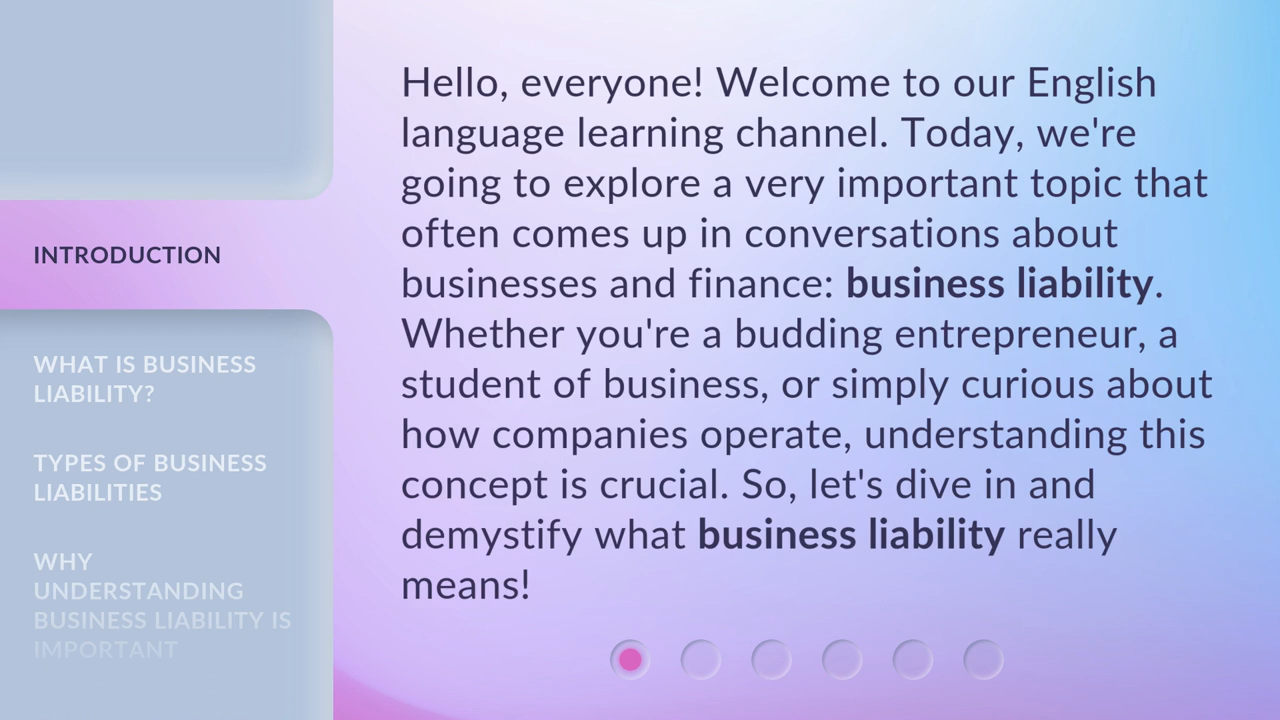 INTRODUCTION
WHAT IS BUSINESS
LIABILITY?
TYPES OF BUSINESS
LIABILITIES
WHY
UNDERSTANDING
BUSINESS LIABILITY IS
IMPORTANT
Hello, everyone! Welcome to our English
language learning channel. Today, we're
going to explore a very important topic that
often comes up in conversations about
businesses and finance: business liability.
Whether you're a budding entrepreneur, a
student of business, or simply curious about
how companies operate, understanding this
concept is crucial. So, let's dive in and
demystify what business liability really
means!